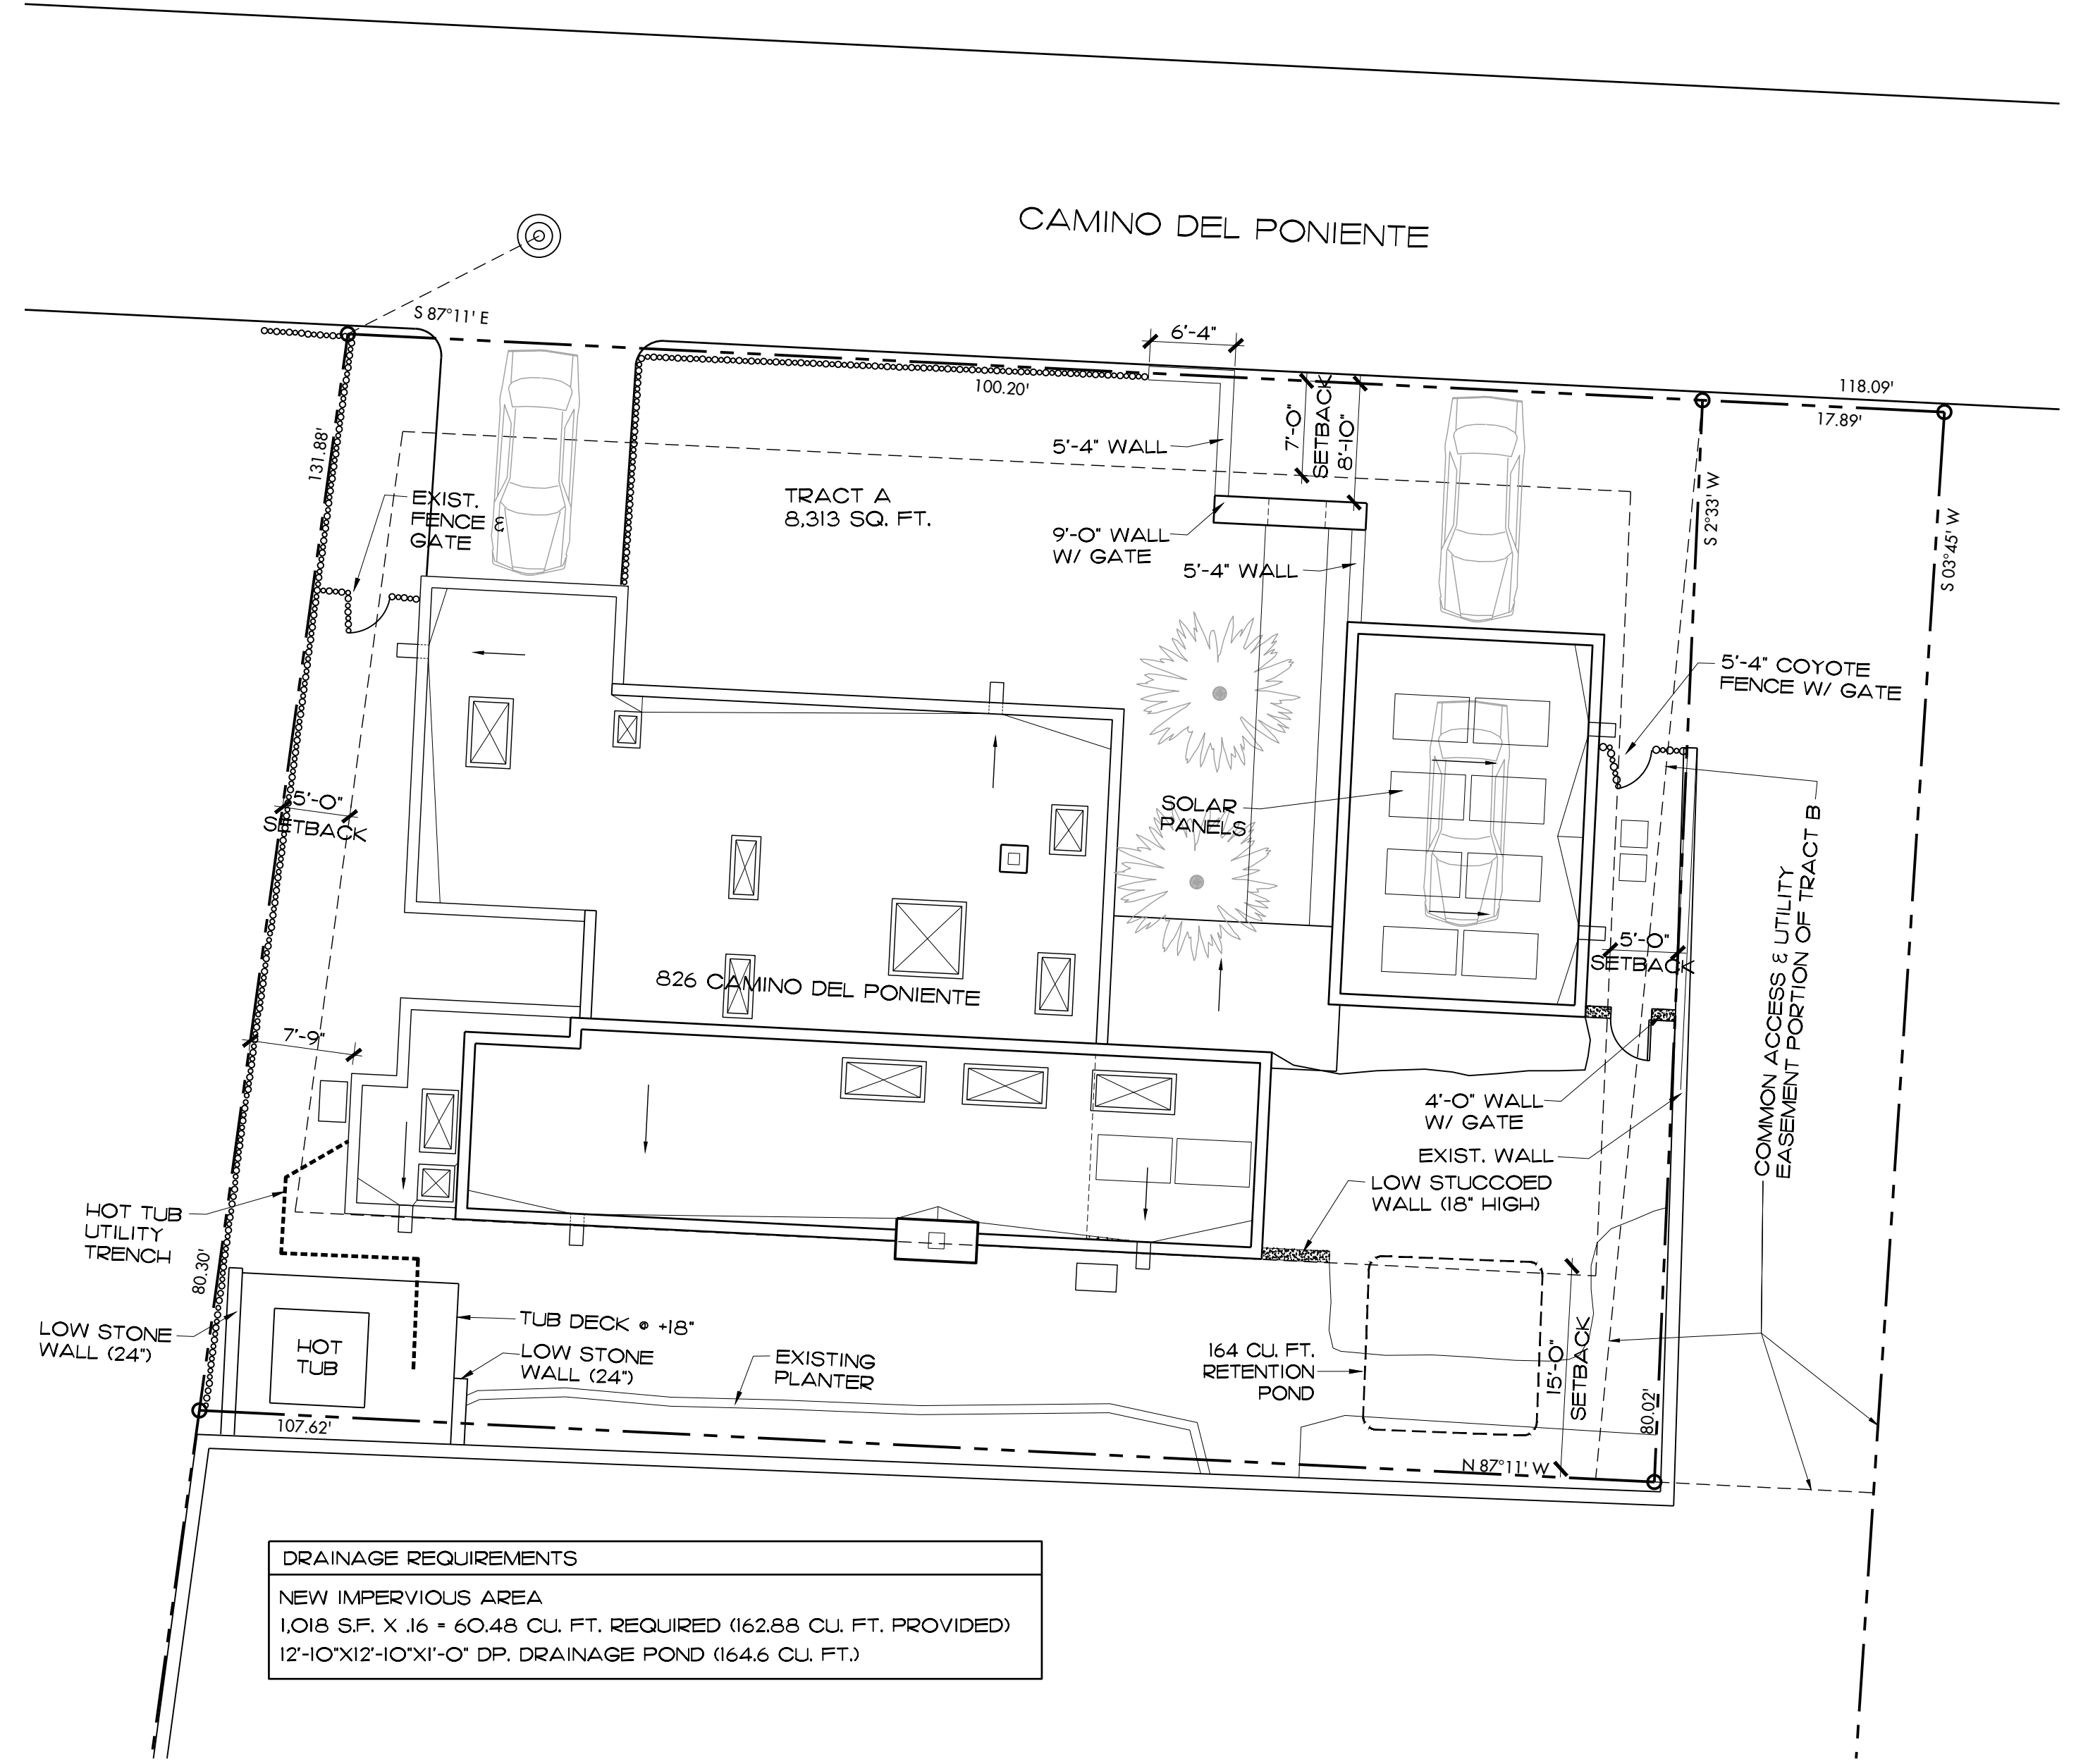 CAMINO DEL PONIENTE
S 87°11' E
6'-4"
100.20'
118.09'
17.89'
131.88'
5'-4" WALL
7'-0"
SETBACK
8'-10"
EXIST.
FENCE &
GATE
TRACT A
8,313 SQ. FT.
9'-0" WALL
W/ GATE
5'-4" WALL
S 2°33' W
S 03°45' W
5'-4" COYOTE
FENCE W/ GATE
5'-0"
SETBACK
SOLAR
PANELS
COMMON ACCESS & UTILITY
EASEMENT PORTION OF TRACT B
5'-0"
SETBACK
826 CAMINO DEL PONIENTE
7'-9"
4'-0" WALL
W/ GATE
EXIST. WALL
LOW STUCCOED
WALL (18" HIGH)
HOT TUB
UTILITY
TRENCH
80.30'
LOW STONE
WALL (24")
HOT
TUB
TUB DECK @ +18"
LOW STONE
WALL (24")
EXISTING
PLANTER
164 CU. FT.
RETENTION
POND
15'-0"
SETBACK
80.02'
107.62'
N 87°11' W
DRAINAGE REQUIREMENTS
NEW IMPERVIOUS AREA
1,018 S.F. X .16 = 60.48 CU. FT. REQUIRED (162.88 CU. FT. PROVIDED)
12'-10"X12'-10"X1'-0" DP. DRAINAGE POND (164.6 CU. FT.)